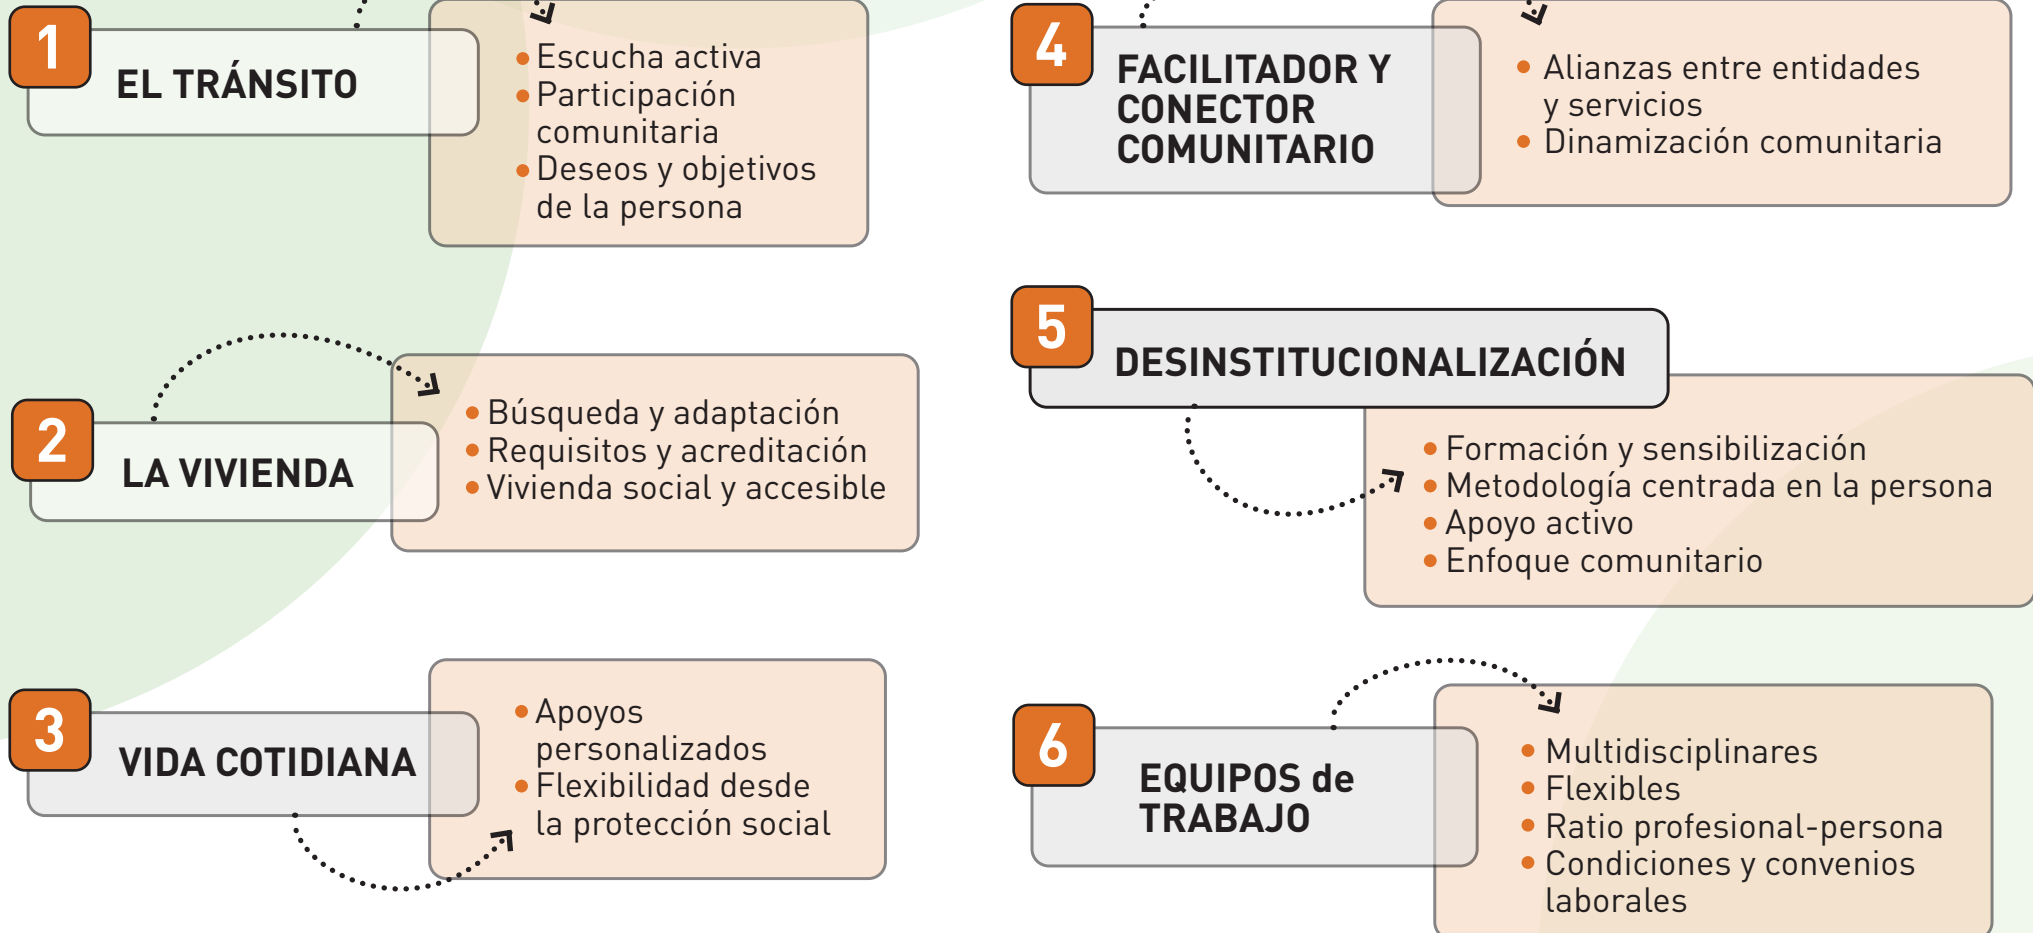 1
EL TRÁNSITO
• Escucha activa
• Participación
comunitaria
• Deseos y objetivos
de la persona
2
LA VIVIENDA
• Búsqueda y adaptación
• Requisitos y acreditación
• Vivienda social y accesible
3
VIDA COTIDIANA
• Apoyos
personalizados
• Flexibilidad desde
la protección social
4
FACILITADOR Y
CONECTOR
COMUNITARIO
• Alianzas entre entidades
y servicios
• Dinamización comunitaria
5
DESINSTITUCIONALIZACIÓN
• Formación y sensibilización
• Metodología centrada en la persona
• Apoyo activo
• Enfoque comunitario
6
EQUIPOS de
TRABAJO
• Multidisciplinares
• Flexibles
• Ratio profesional-persona
• Condiciones y convenios
laborales